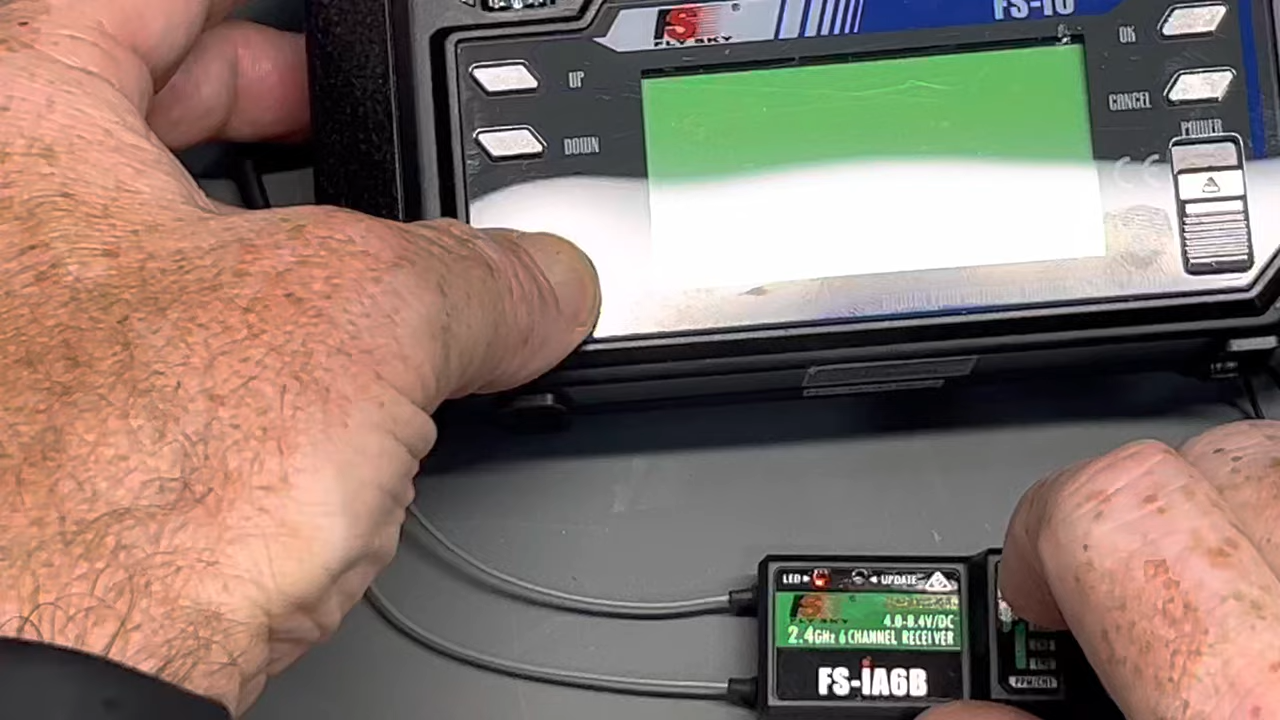 FS
FLY SKY
FS-i6
UP
DOWN
OK
CANCEL
POWER
CE
LED
UPDATE
FLY SKY
4.0-8.4V/DC
2.4GHz 6 CHANNEL RECEIVER
FS-iA6B
PPM/CH1